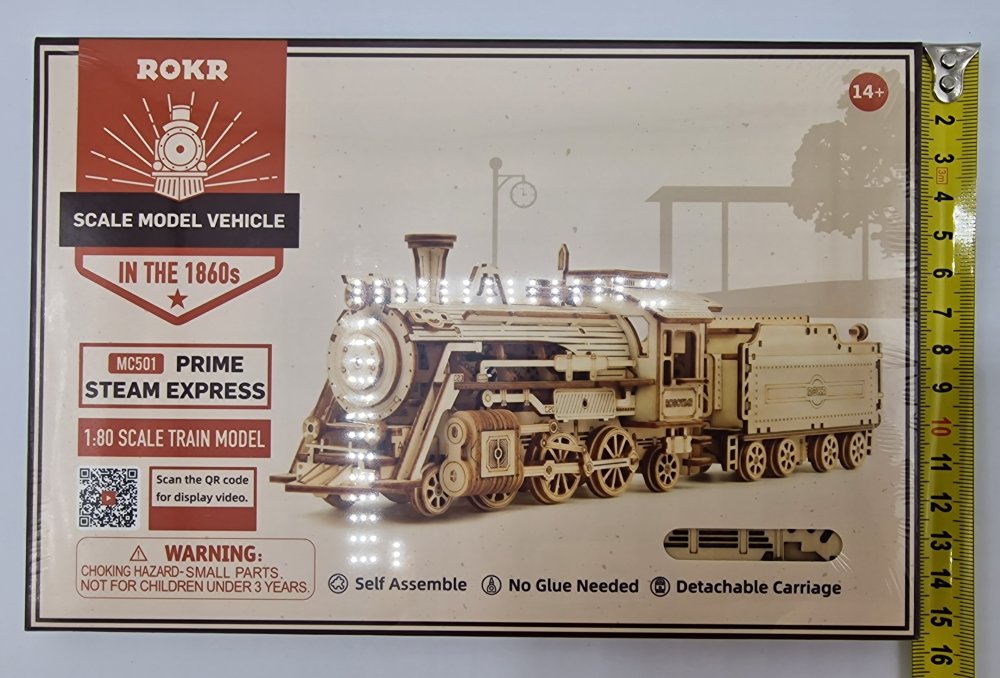 ROKR
SCALE MODEL VEHICLE
IN THE 1860s
MC501 PRIME
STEAM EXPRESS
1:80 SCALE TRAIN MODEL
Scan the QR code
for display video.
WARNING:
CHOKING HAZARD-SMALL PARTS.
NOT FOR CHILDREN UNDER 3 YEARS.
Self Assemble
No Glue Needed
Detachable Carriage
14+
2
3
3m
4
5
6
7
8
9
10
11
12
13
14
15
16